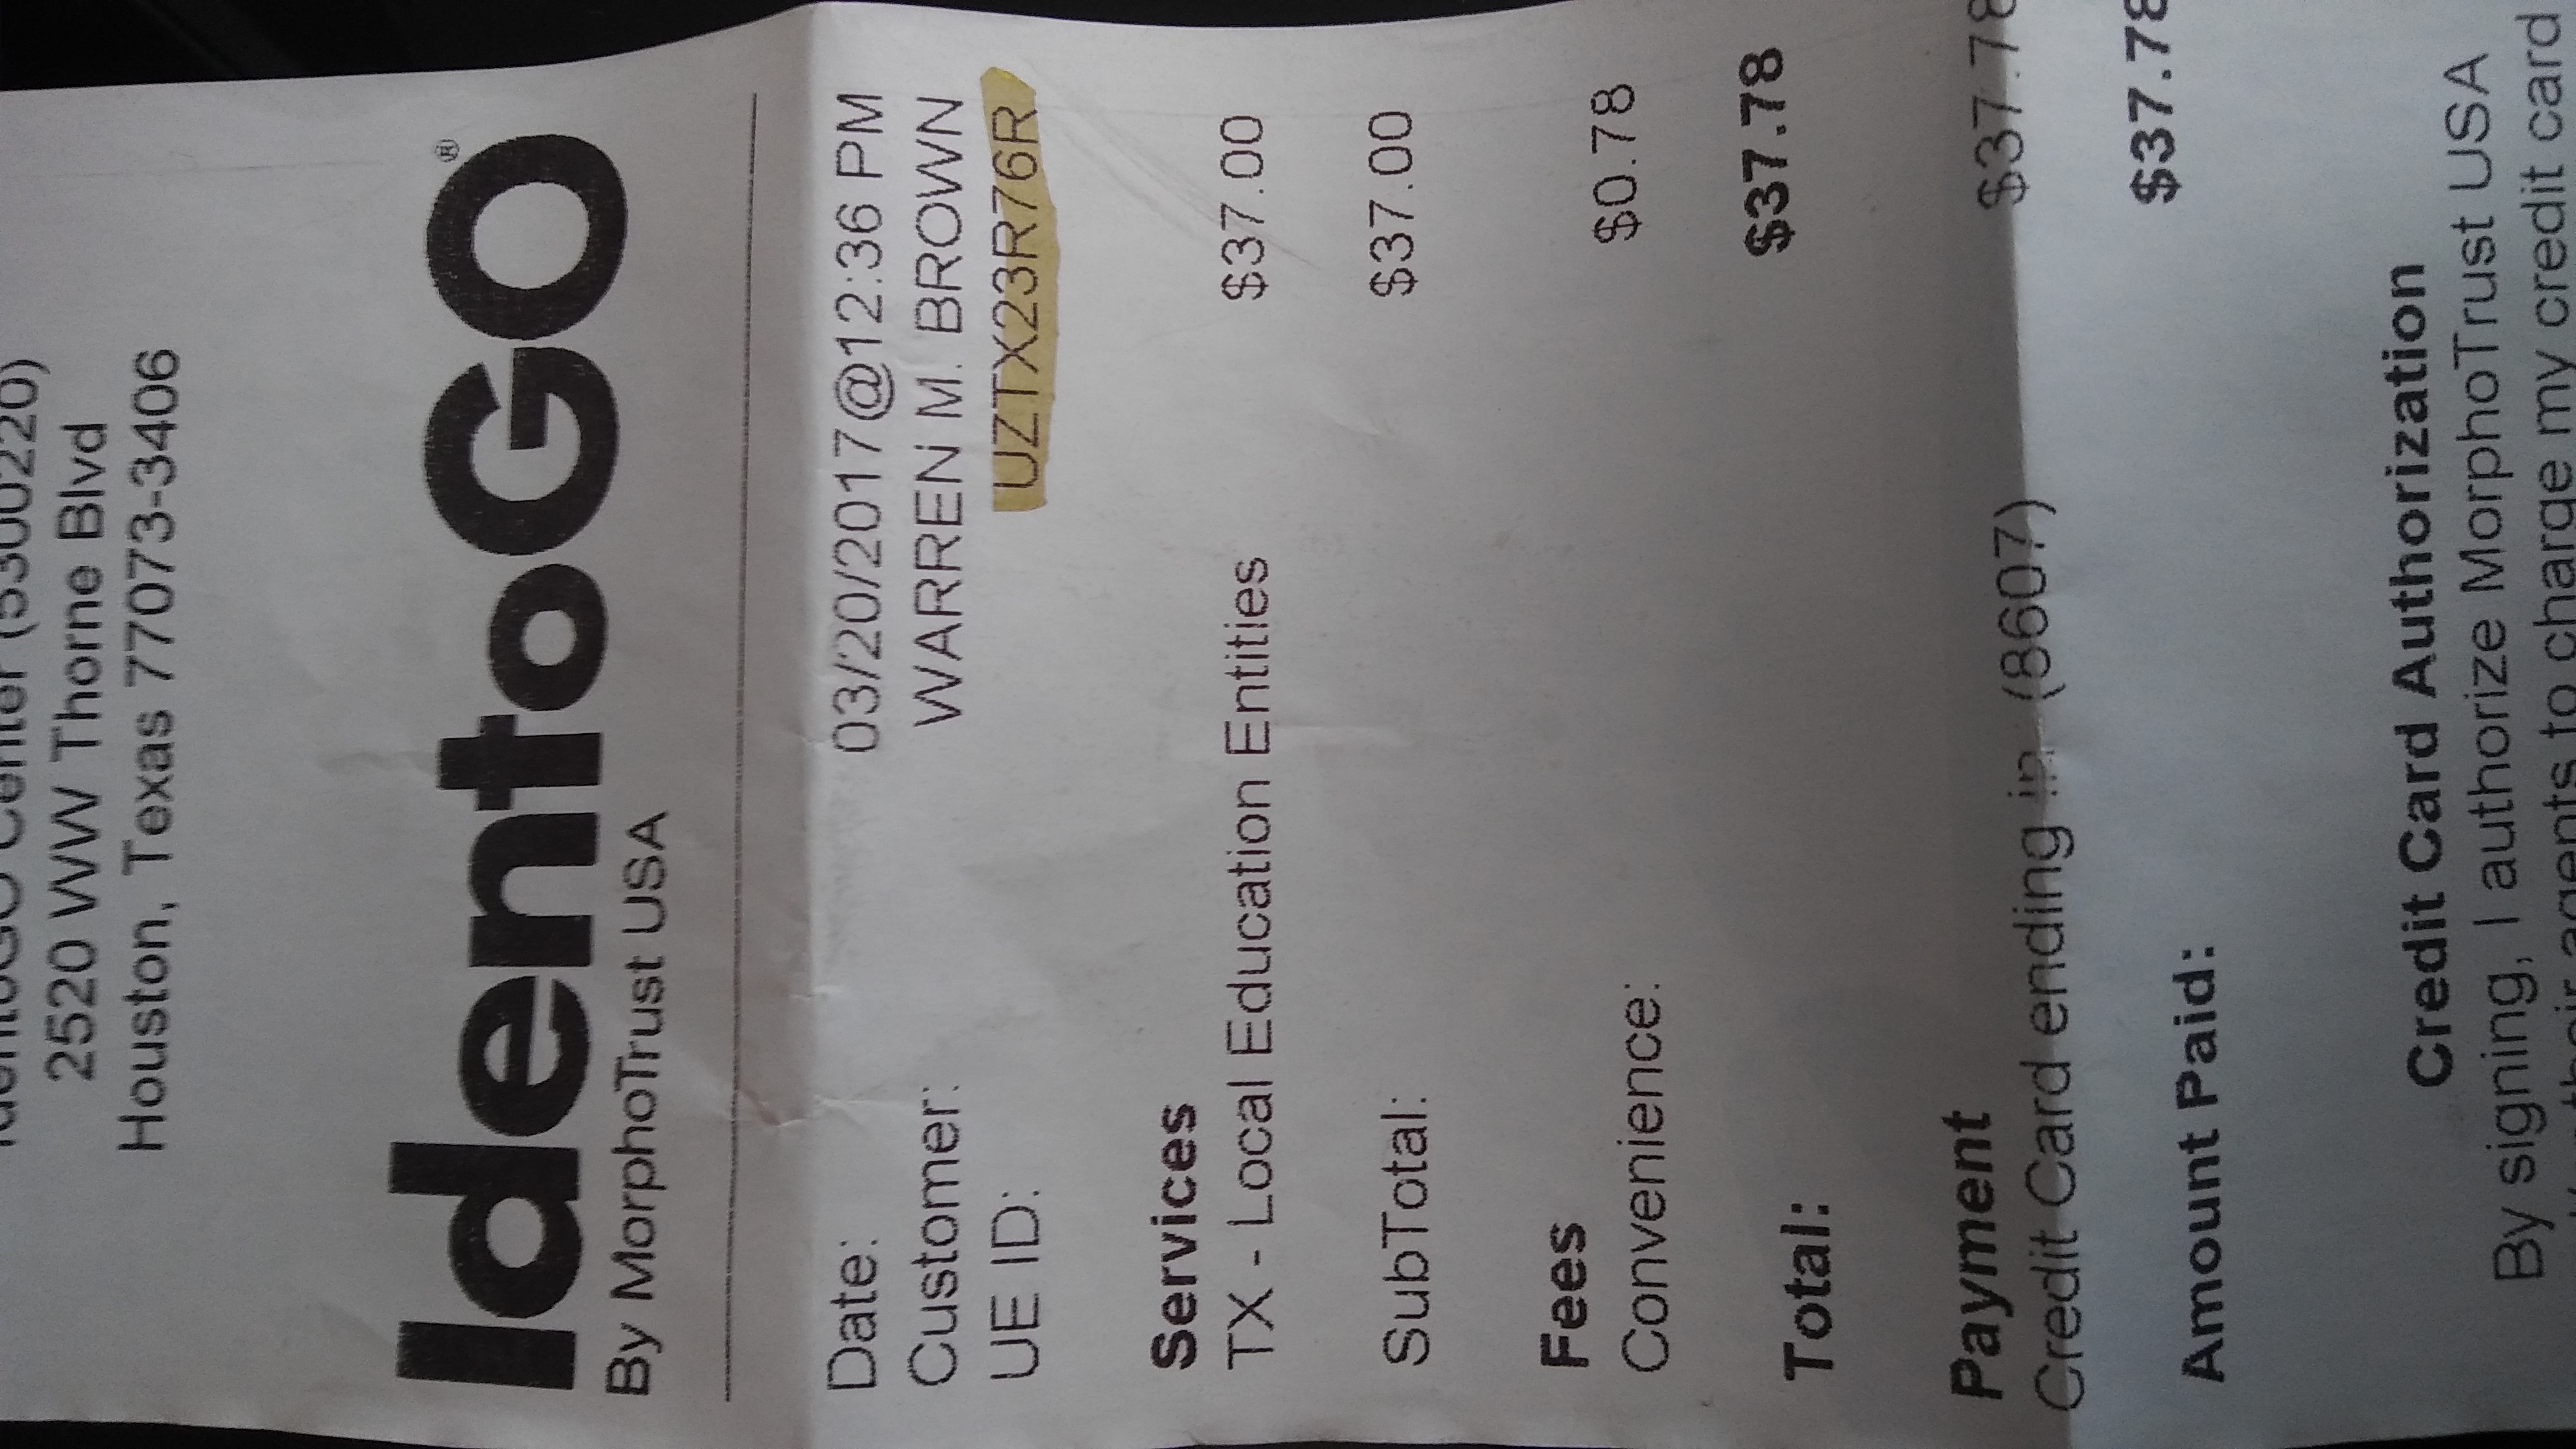 IdentoGO Center (5300220)
2520 WW Thorne Blvd
Houston, Texas 77073-3406
IdentoGO®
By MorphoTrust USA
Date: 03/20/2017@12:36 PM
Customer: WARREN M. BROWN
UE ID: UZTX23R76R
Services
TX - Local Education Entities $37.00
SubTotal: $37.00
Fees
Convenience: $0.78
Total: $37.78
Payment
Credit Card ending in (8607) $37.78
Amount Paid: $37.78
Credit Card Authorization
By signing, I authorize MorphoTrust USA
their agents to charge my credit card